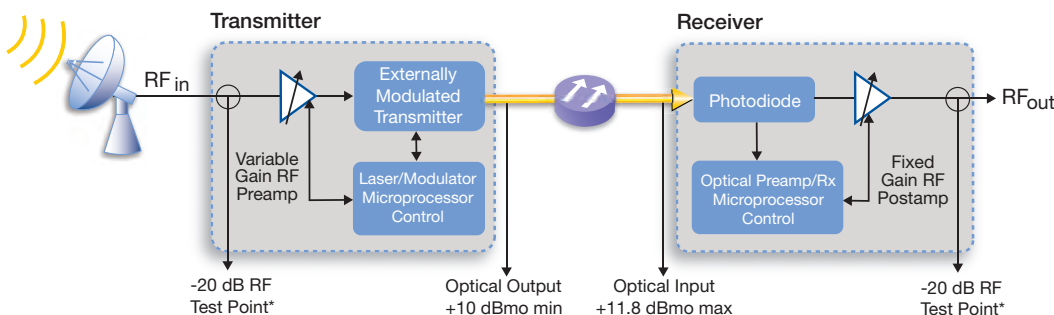 Transmitter
Receiver
RF in
Externally
Modulated
Transmitter
Variable
Gain RF
Preamp
Laser/Modulator
Microprocessor
Control
Photodiode
RFout
Optical Preamp/Rx
Microprocessor
Control
Fixed
Gain RF
Postamp
-20 dB RF
Test Point*
Optical Output
+10 dBmo min
Optical Input
+11.8 dBmo max
-20 dB RF
Test Point*